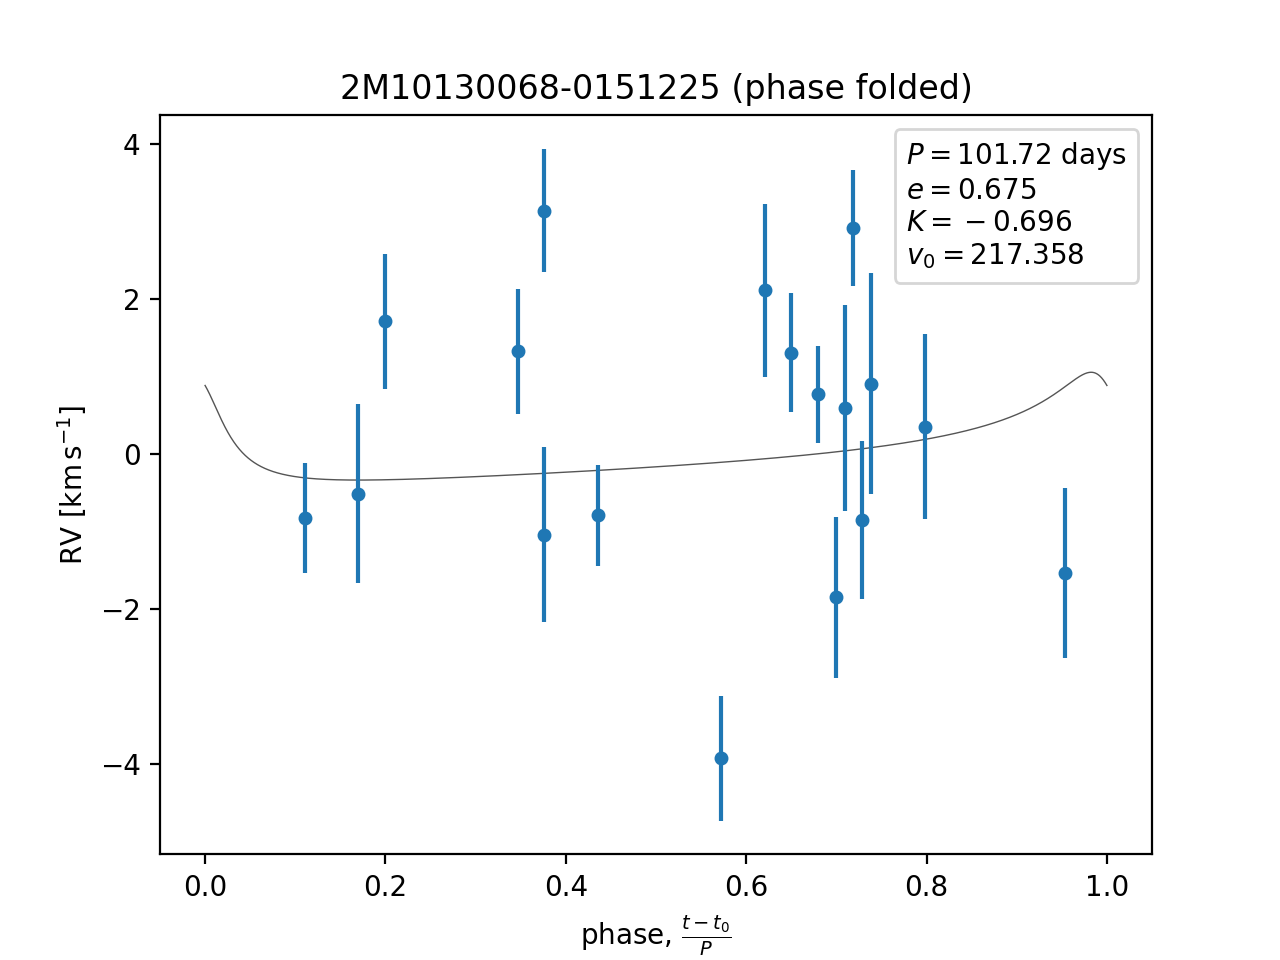 2M10130068-0151225 (phase folded)
P = 101.72 days
e = 0.675
K = −0.696
v₀ = 217.358
4
2
0
−2
−4
RV [km s⁻¹]
0.0 0.2 0.4 0.6 0.8 1.0
phase, (t − t₀)/P